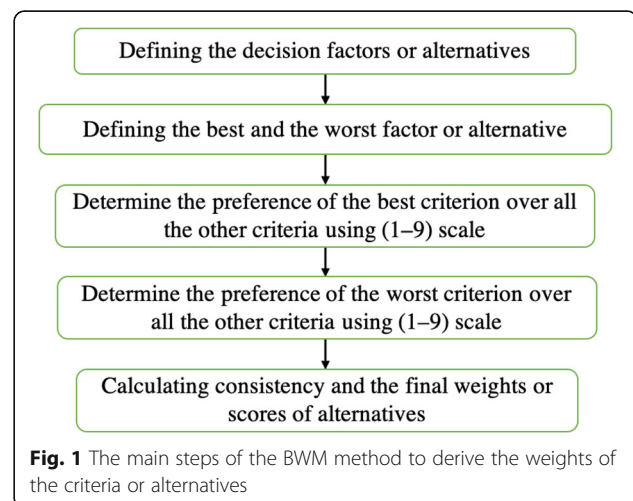 Defining the decision factors or alternatives
Defining the best and the worst factor or alternative
Determine the preference of the best criterion over all
the other criteria using (1–9) scale
Determine the preference of the worst criterion over
all the other criteria using (1–9) scale
Calculating consistency and the final weights or
scores of alternatives
Fig. 1 The main steps of the BWM method to derive the weights of
the criteria or alternatives